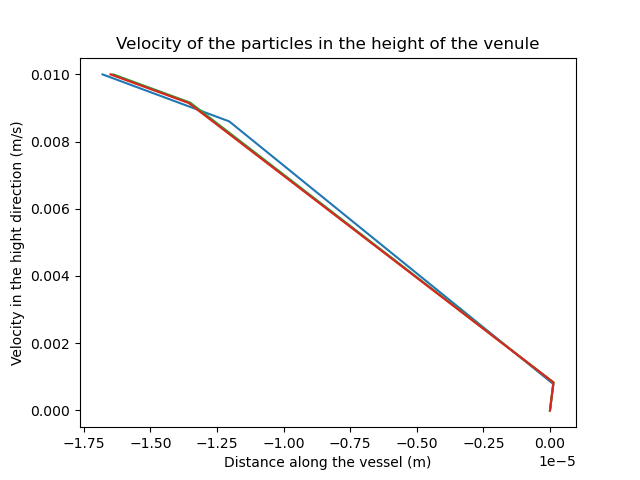 Velocity of the particles in the height of the venule
Velocity in the hight direction (m/s)
0.010
0.008
0.006
0.004
0.002
0.000
−1.75 −1.50 −1.25 −1.00 −0.75 −0.50 −0.25 0.00
1e−5
Distance along the vessel (m)